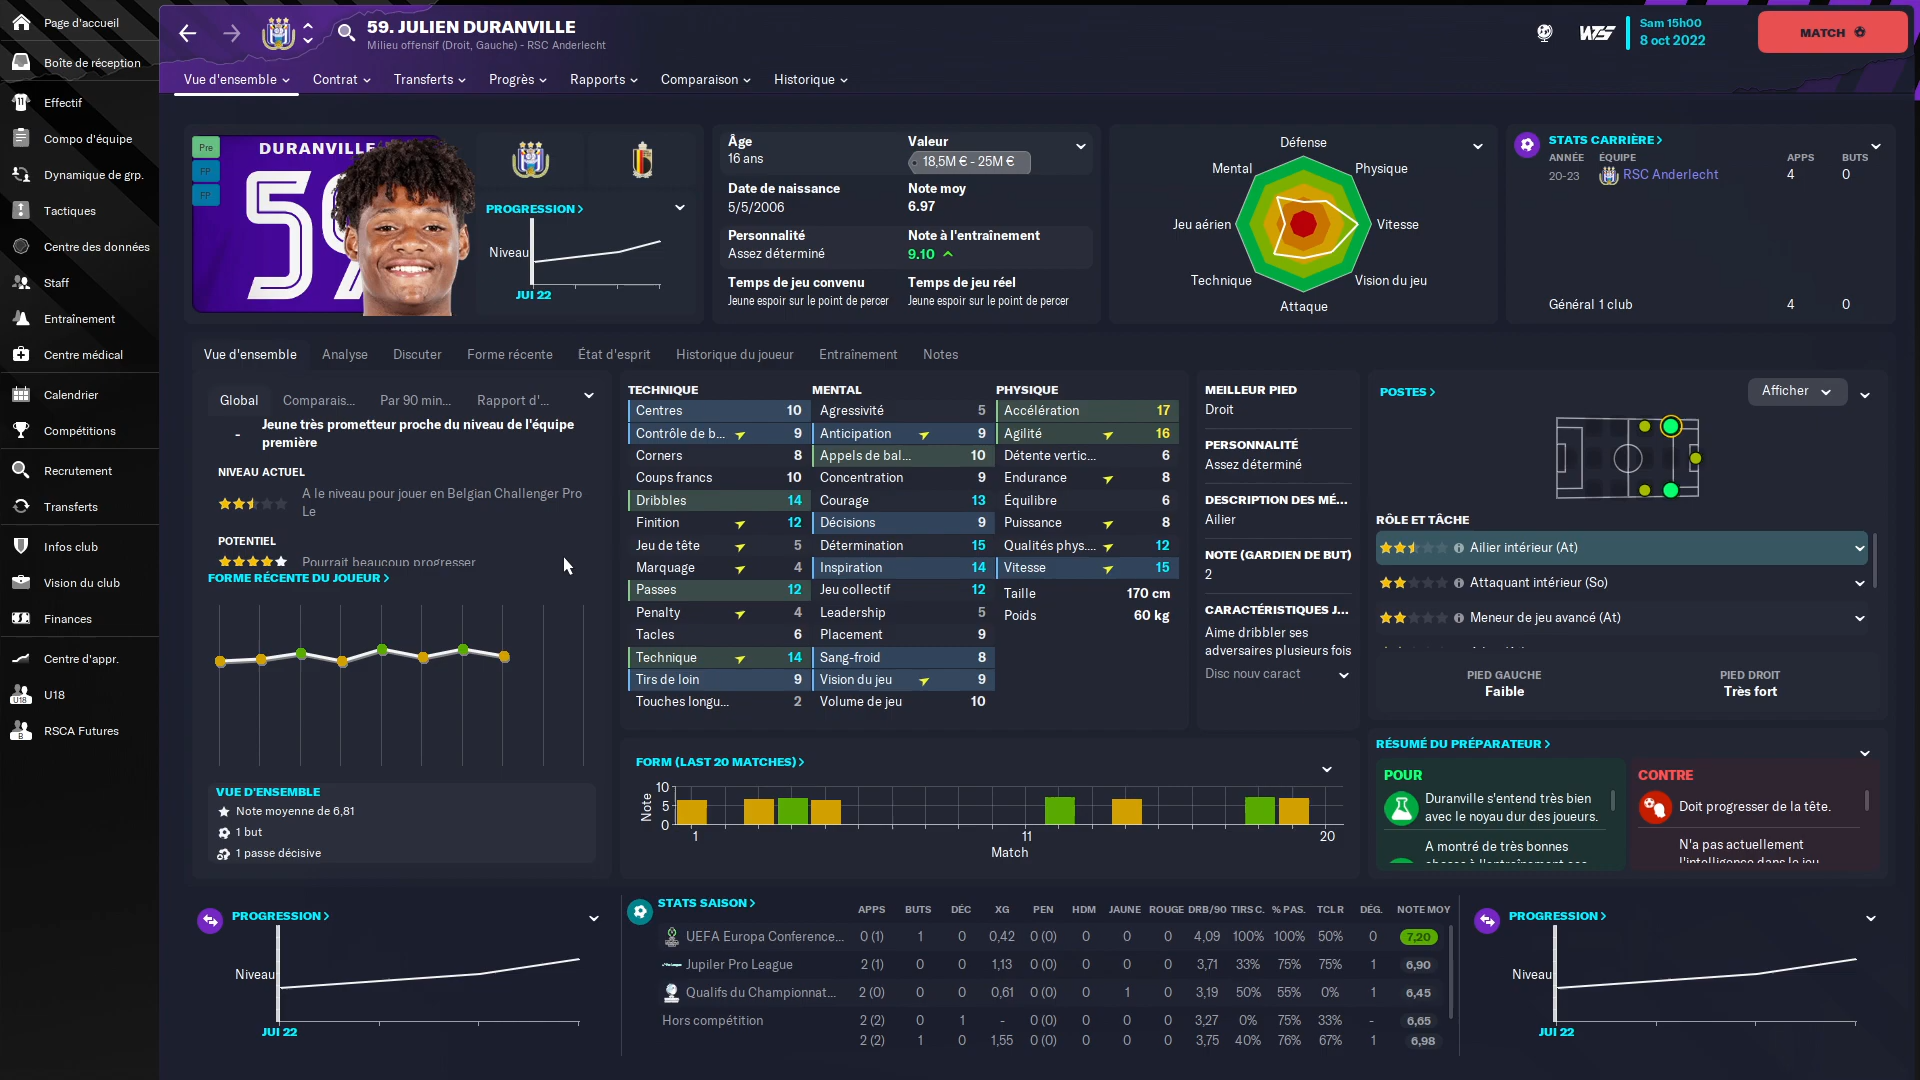 Page d'accueil
Boîte de réception
Effectif
Compo d'équipe
Dynamique de grp.
Tactiques
Centre des données
Staff
Entraînement
Centre médical
Calendrier
Compétitions
Recrutement
Transferts
Infos club
Vision du club
Finances
Centre d'appr.
U18
RSCA Futures
59. JULIEN DURANVILLE
Milieu offensif (Droit, Gauche) - RSC Anderlecht
Sam 15h00
8 oct 2022
MATCH
Vue d'ensemble Contrat Transferts Progrès Rapports Comparaison Historique
Pre
FP
FP
DURANVILLE
59
PROGRESSION >
Niveau
JUI 22
Âge
16 ans
Valeur
18,5M € - 25M €
Date de naissance
5/5/2006
Note moy
6.97
Personnalité
Assez déterminé
Note à l'entraînement
9.10
Temps de jeu convenu
Jeune espoir sur le point de percer
Temps de jeu réel
Jeune espoir sur le point de percer
Défense
Mental Physique
Jeu aérien Vitesse
Technique Vision du jeu
Attaque
STATS CARRIÈRE >
ANNÉE ÉQUIPE APPS BUTS
20-23 RSC Anderlecht 4 0
Général 1 club 4 0
Vue d'ensemble Analyse Discuter Forme récente État d'esprit Historique du joueur Entraînement Notes
Global Comparais... Par 90 min... Rapport d'...
- Jeune très prometteur proche du niveau de l'équipe
première
NIVEAU ACTUEL
A le niveau pour jouer en Belgian Challenger Pro
Le
POTENTIEL
Pourrait beaucoup progresser
FORME RÉCENTE DU JOUEUR >
VUE D'ENSEMBLE
Note moyenne de 6,81
1 but
1 passe décisive
TECHNIQUE
Centres 10
Contrôle de b... 9
Corners 8
Coups francs 10
Dribbles 14
Finition 12
Jeu de tête 5
Marquage 4
Passes 12
Penalty 4
Tacles 6
Technique 14
Tirs de loin 9
Touches longu... 2
MENTAL
Agressivité 5
Anticipation 9
Appels de bal... 10
Concentration 9
Courage 13
Décisions 9
Détermination 15
Inspiration 14
Jeu collectif 12
Leadership 5
Placement 9
Sang-froid 8
Vision du jeu 9
Volume de jeu 10
PHYSIQUE
Accélération 17
Agilité 16
Détente vertic... 6
Endurance 8
Équilibre 6
Puissance 8
Qualités phys.... 12
Vitesse 15
Taille 170 cm
Poids 60 kg
MEILLEUR PIED
Droit
PERSONNALITÉ
Assez déterminé
DESCRIPTION DES MÉ...
Ailier
NOTE (GARDIEN DE BUT)
2
CARACTÉRISTIQUES J...
Aime dribbler ses
adversaires plusieurs fois
Disc nouv caract
POSTES >
Afficher
RÔLE ET TÂCHE
Ailier intérieur (At)
Attaquant intérieur (So)
Meneur de jeu avancé (At)
PIED GAUCHE
Faible
PIED DROIT
Très fort
FORM (LAST 20 MATCHES) >
Note
10
5
0
1 11 20
Match
RÉSUMÉ DU PRÉPARATEUR >
POUR
Duranville s'entend très bien
avec le noyau dur des joueurs.
A montré de très bonnes
CONTRE
Doit progresser de la tête.
N'a pas actuellement
l'intelligence dans le jeu
PROGRESSION >
Niveau
JUI 22
STATS SAISON >
APPS BUTS DÉC XG PEN HDM JAUNE ROUGE DRB/90 TIRS C. % PAS. TCL R DÉG. NOTE MOY
UEFA Europa Conference... 0 (1) 1 0 0,42 0 (0) 0 0 0 4,09 100% 100% 50% 0 7,20
Jupiler Pro League 2 (1) 0 0 1,13 0 (0) 0 0 0 3,71 33% 75% 75% 1 6,90
Qualifs du Championnat... 2 (0) 0 0 0,61 0 (0) 0 1 0 3,19 50% 55% 0% 1 6,45
Hors compétition 2 (2) 0 1 - 0 (0) 0 0 0 3,27 0% 75% 33% - 6,65
2 (2) 1 0 1,55 0 (0) 0 0 0 3,75 40% 76% 67% 1 6,98
PROGRESSION >
Niveau
JUI 22